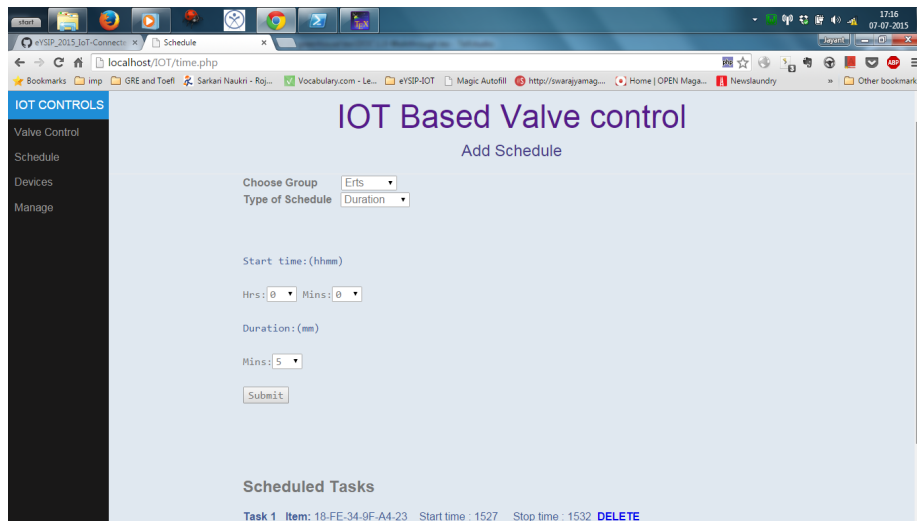 start
17:16
07-07-2015
eYSIP_2015_IoT-Connecte
Schedule
Jayant
localhost/IOT/time.php
ABP
Bookmarks imp GRE and Toefl Sarkari Naukri - Roj... Vocabulary.com - Le... eYSIP-IOT Magic Autofill http://swarajyamag.... Home | OPEN Maga... Newslaundry » Other bookmark
IOT CONTROLS
Valve Control
Schedule
Devices
Manage
IOT Based Valve control
Add Schedule
Choose Group Erts
Type of Schedule Duration
Start time:(hhmm)
Hrs: 0 Mins: 0
Duration:(mm)
Mins: 5
Submit
Scheduled Tasks
Task 1 Item: 18-FE-34-9F-A4-23 Start time : 1527 Stop time : 1532 DELETE